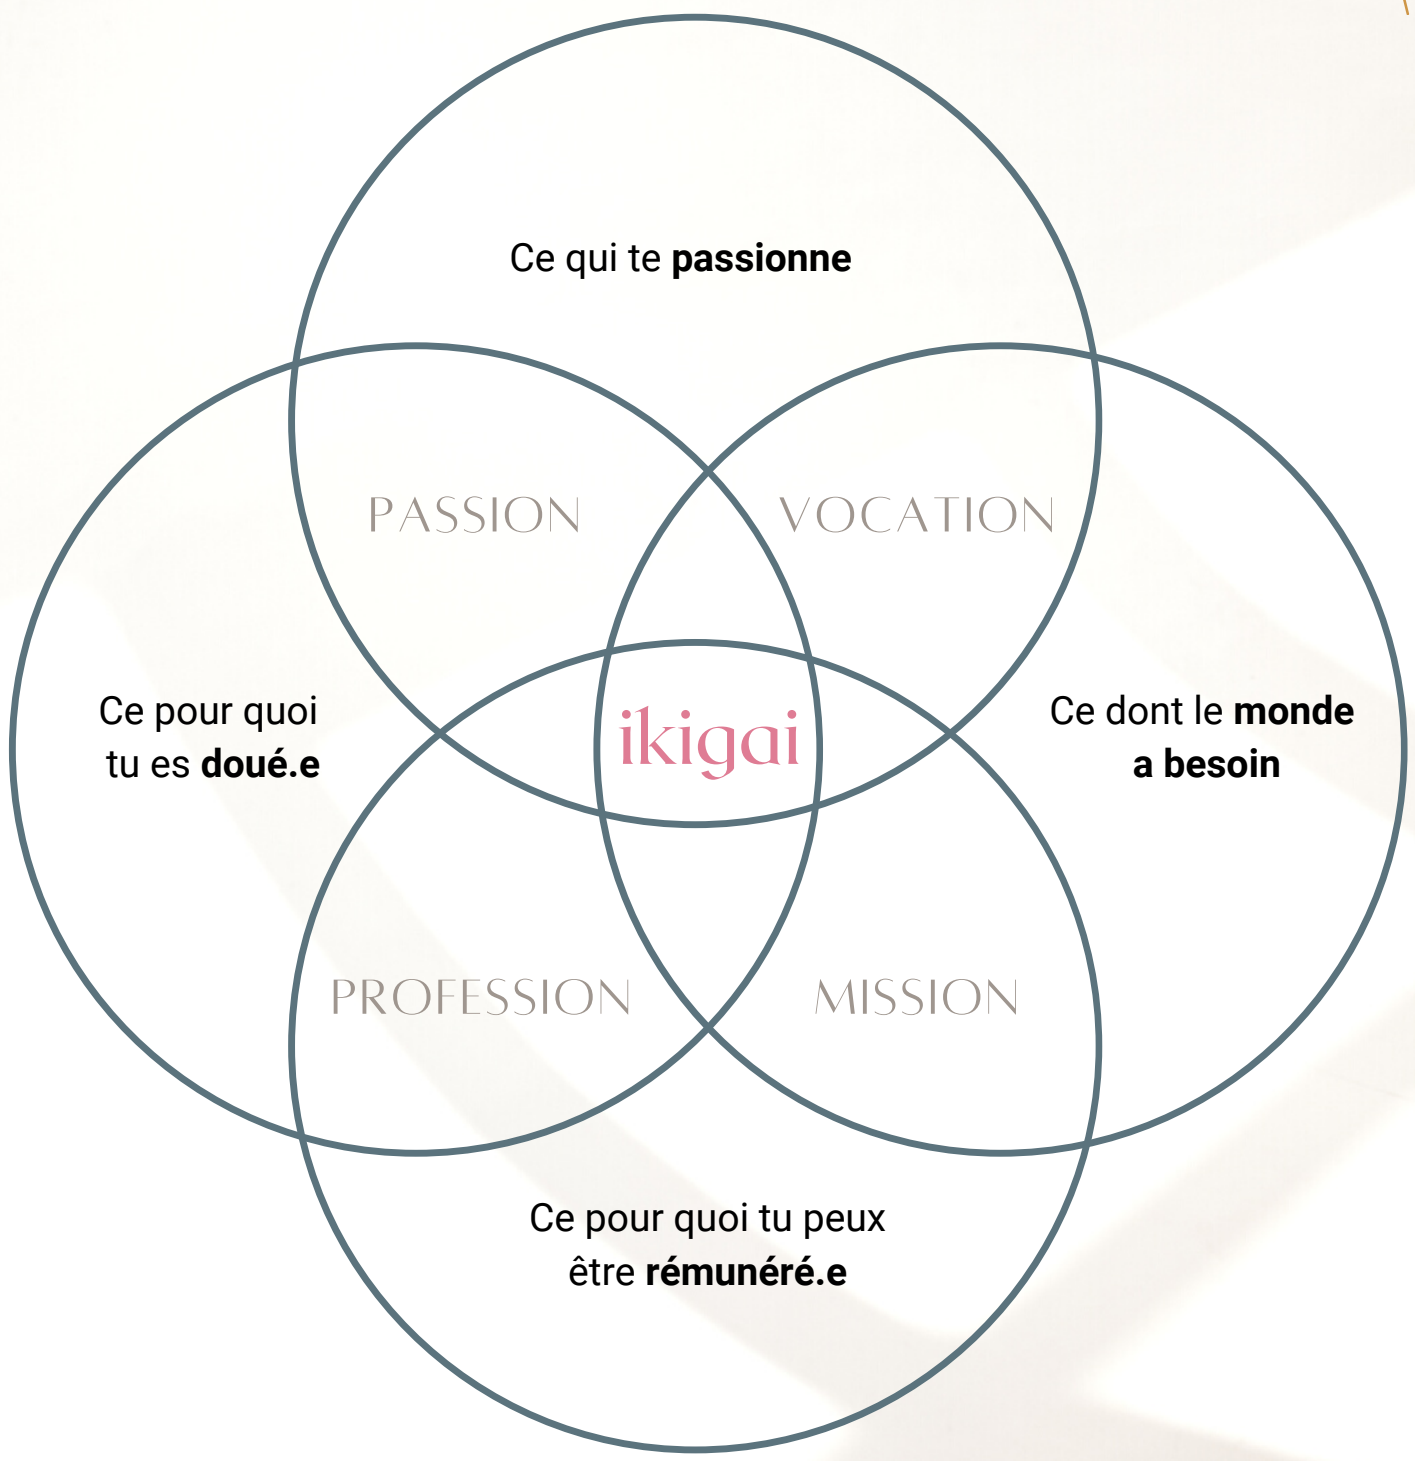 Ce qui te passionne
PASSION
VOCATION
Ce pour quoi
tu es doué.e
ikigai
Ce dont le monde
a besoin
PROFESSION
MISSION
Ce pour quoi tu peux
être rémunéré.e